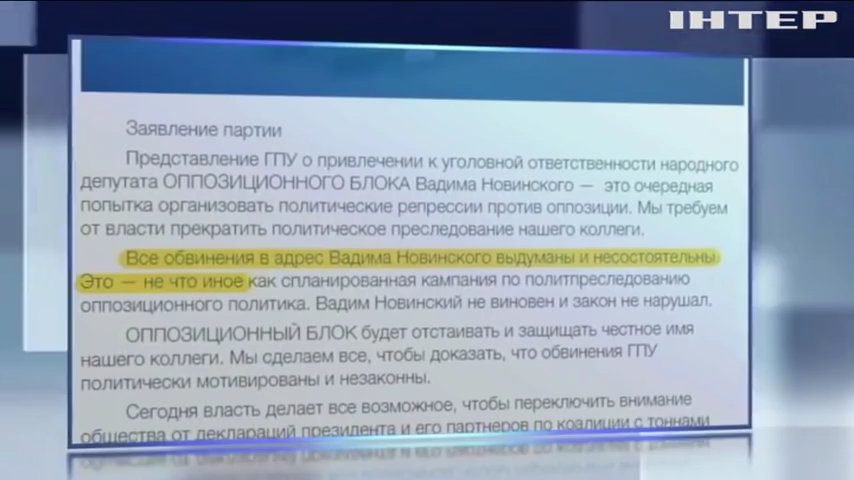 ІНТЕР
Заявление партии
Представление ГПУ о привлечении к уголовной ответственности народного
депутата ОППОЗИЦИОННОГО БЛОКА Вадима Новинского — это очередная
попытка организовать политические репрессии против оппозиции. Мы требуем
от власти прекратить политическое преследование нашего коллеги.
Все обвинения в адрес Вадима Новинского выдуманы и несостоятельны
Это — не что иное как спланированная кампания по политпреследованию
оппозиционного политика. Вадим Новинский не виновен и закон не нарушал.
ОППОЗИЦИОННЫЙ БЛОК будет отстаивать и защищать честное имя
нашего коллеги. Мы сделаем все, чтобы доказать, что обвинения ГПУ
политически мотивированы и незаконны.
Сегодня власть делает все возможное, чтобы переключить внимание
общества от деклараций президента и его партнеров по коалиции с тоннами